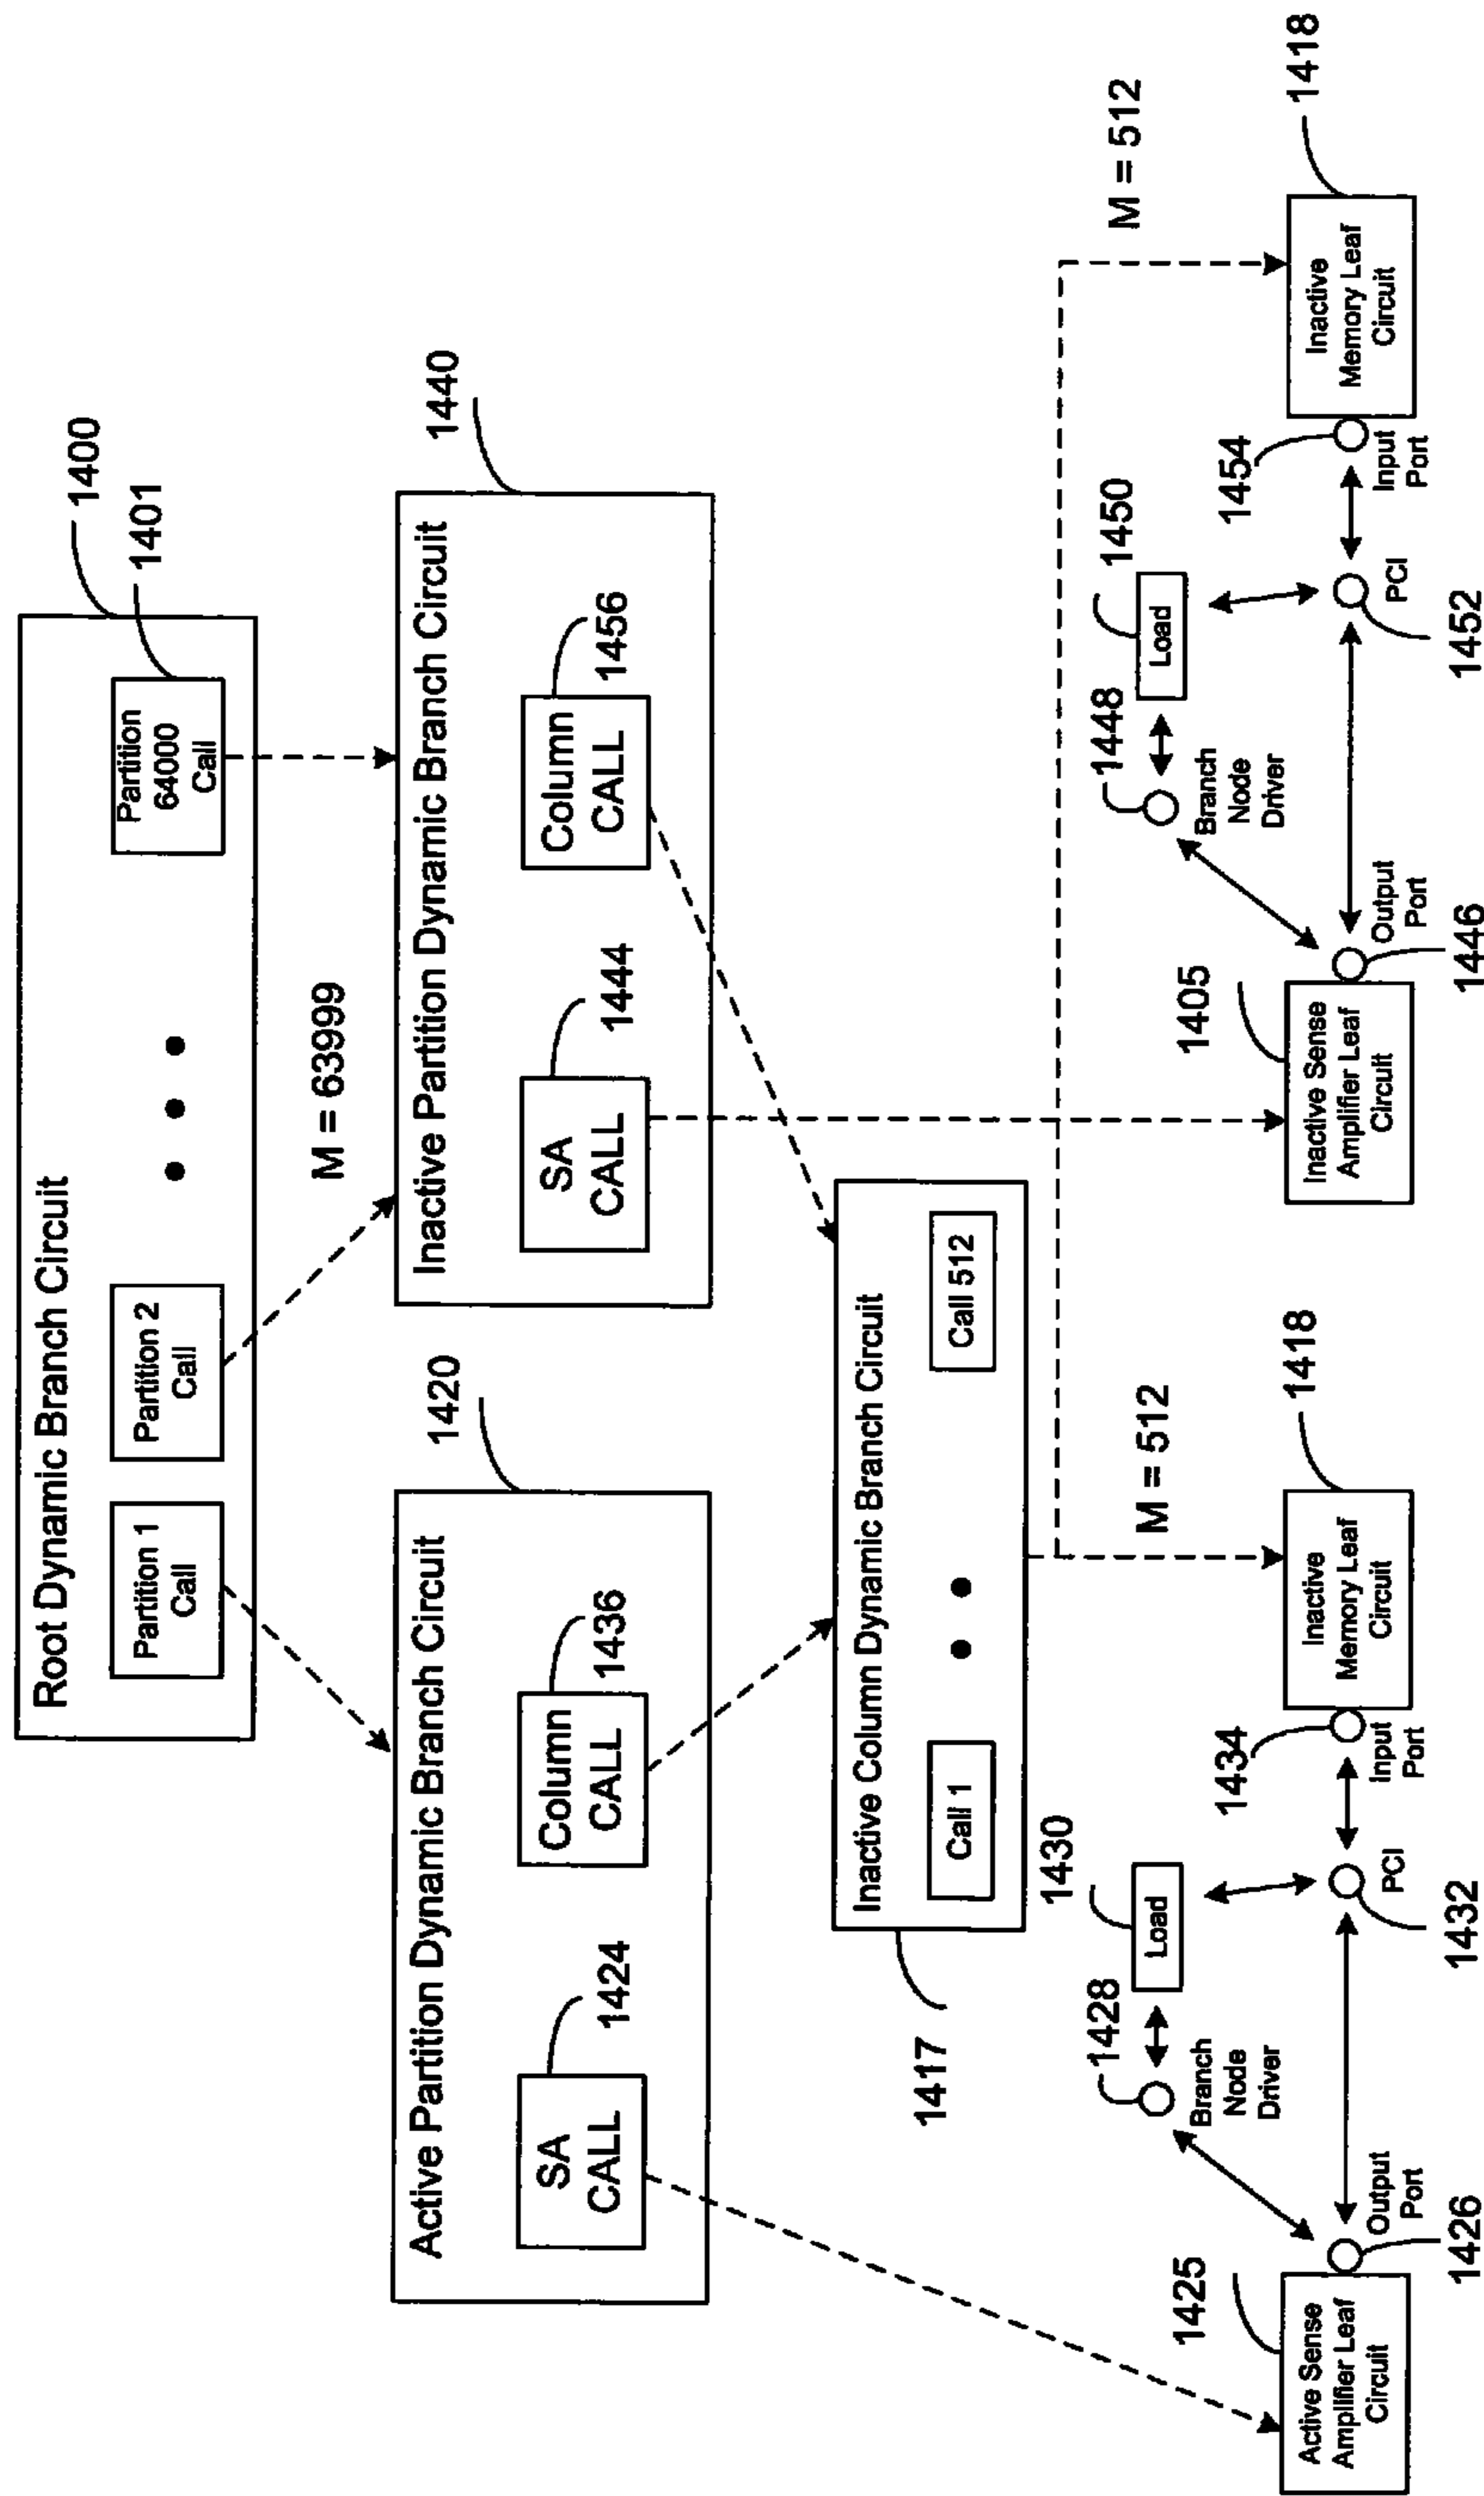 Root Dynamic Branch Circuit
1400
1401
Partition 1
Call
Partition 2
Call
Partition
64000
Call
M = 63999
Active Partition Dynamic Branch Circuit
1420
SA
CALL
1424
Column
CALL
1436
Inactive Partition Dynamic Branch Circuit
1440
SA
CALL
1444
Column
CALL
1456
Inactive Column Dynamic Branch Circuit
1417
Call 1
Call 512
M = 512
M = 512
1425
Active Sense
Amplifier Leaf
Circuit
1426
Output
Port
1428
Branch
Node
Driver
1430
Load
1432
PCI
1434
Input
Port
1418
Inactive
Memory Leaf
Circuit
1405
Inactive Sense
Amplifier Leaf
Circuit
1446
Output
Port
1448
Branch
Node
Driver
1450
Load
1452
PCI
1454
Input
Port
1418
Inactive
Memory Leaf
Circuit